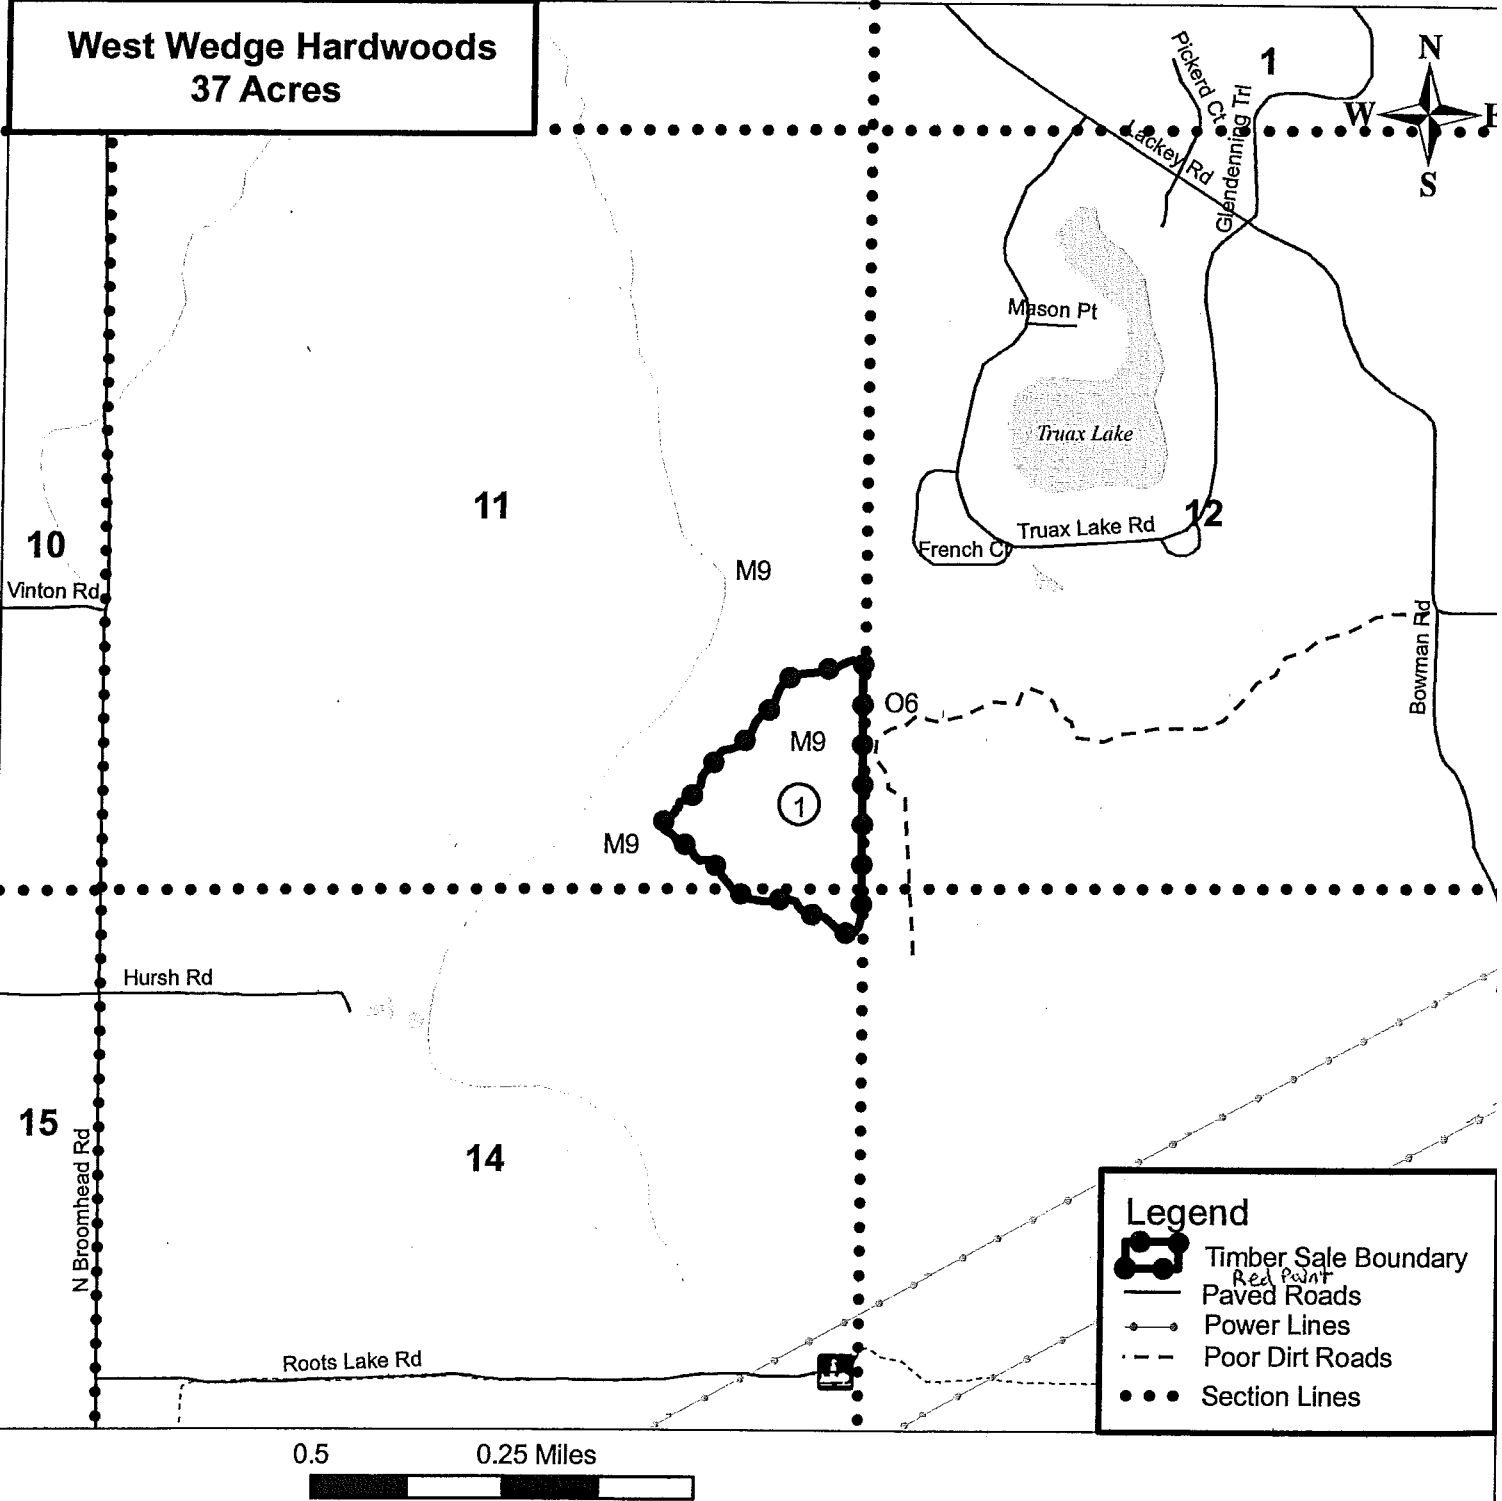 West Wedge Hardwoods
37 Acres
N
W
E
S
1
Pickerd Ct
Glendenning Trl
Lackey Rd
Mason Pt
Truax Lake
11
12
Truax Lake Rd
French Ct
10
Vinton Rd
M9
Bowman Rd
O6
M9
1
M9
Hursh Rd
15
14
N Broomhead Rd
Roots Lake Rd
Legend
Timber Sale Boundary
Red Paint
Paved Roads
Power Lines
Poor Dirt Roads
Section Lines
0.5 0.25 Miles